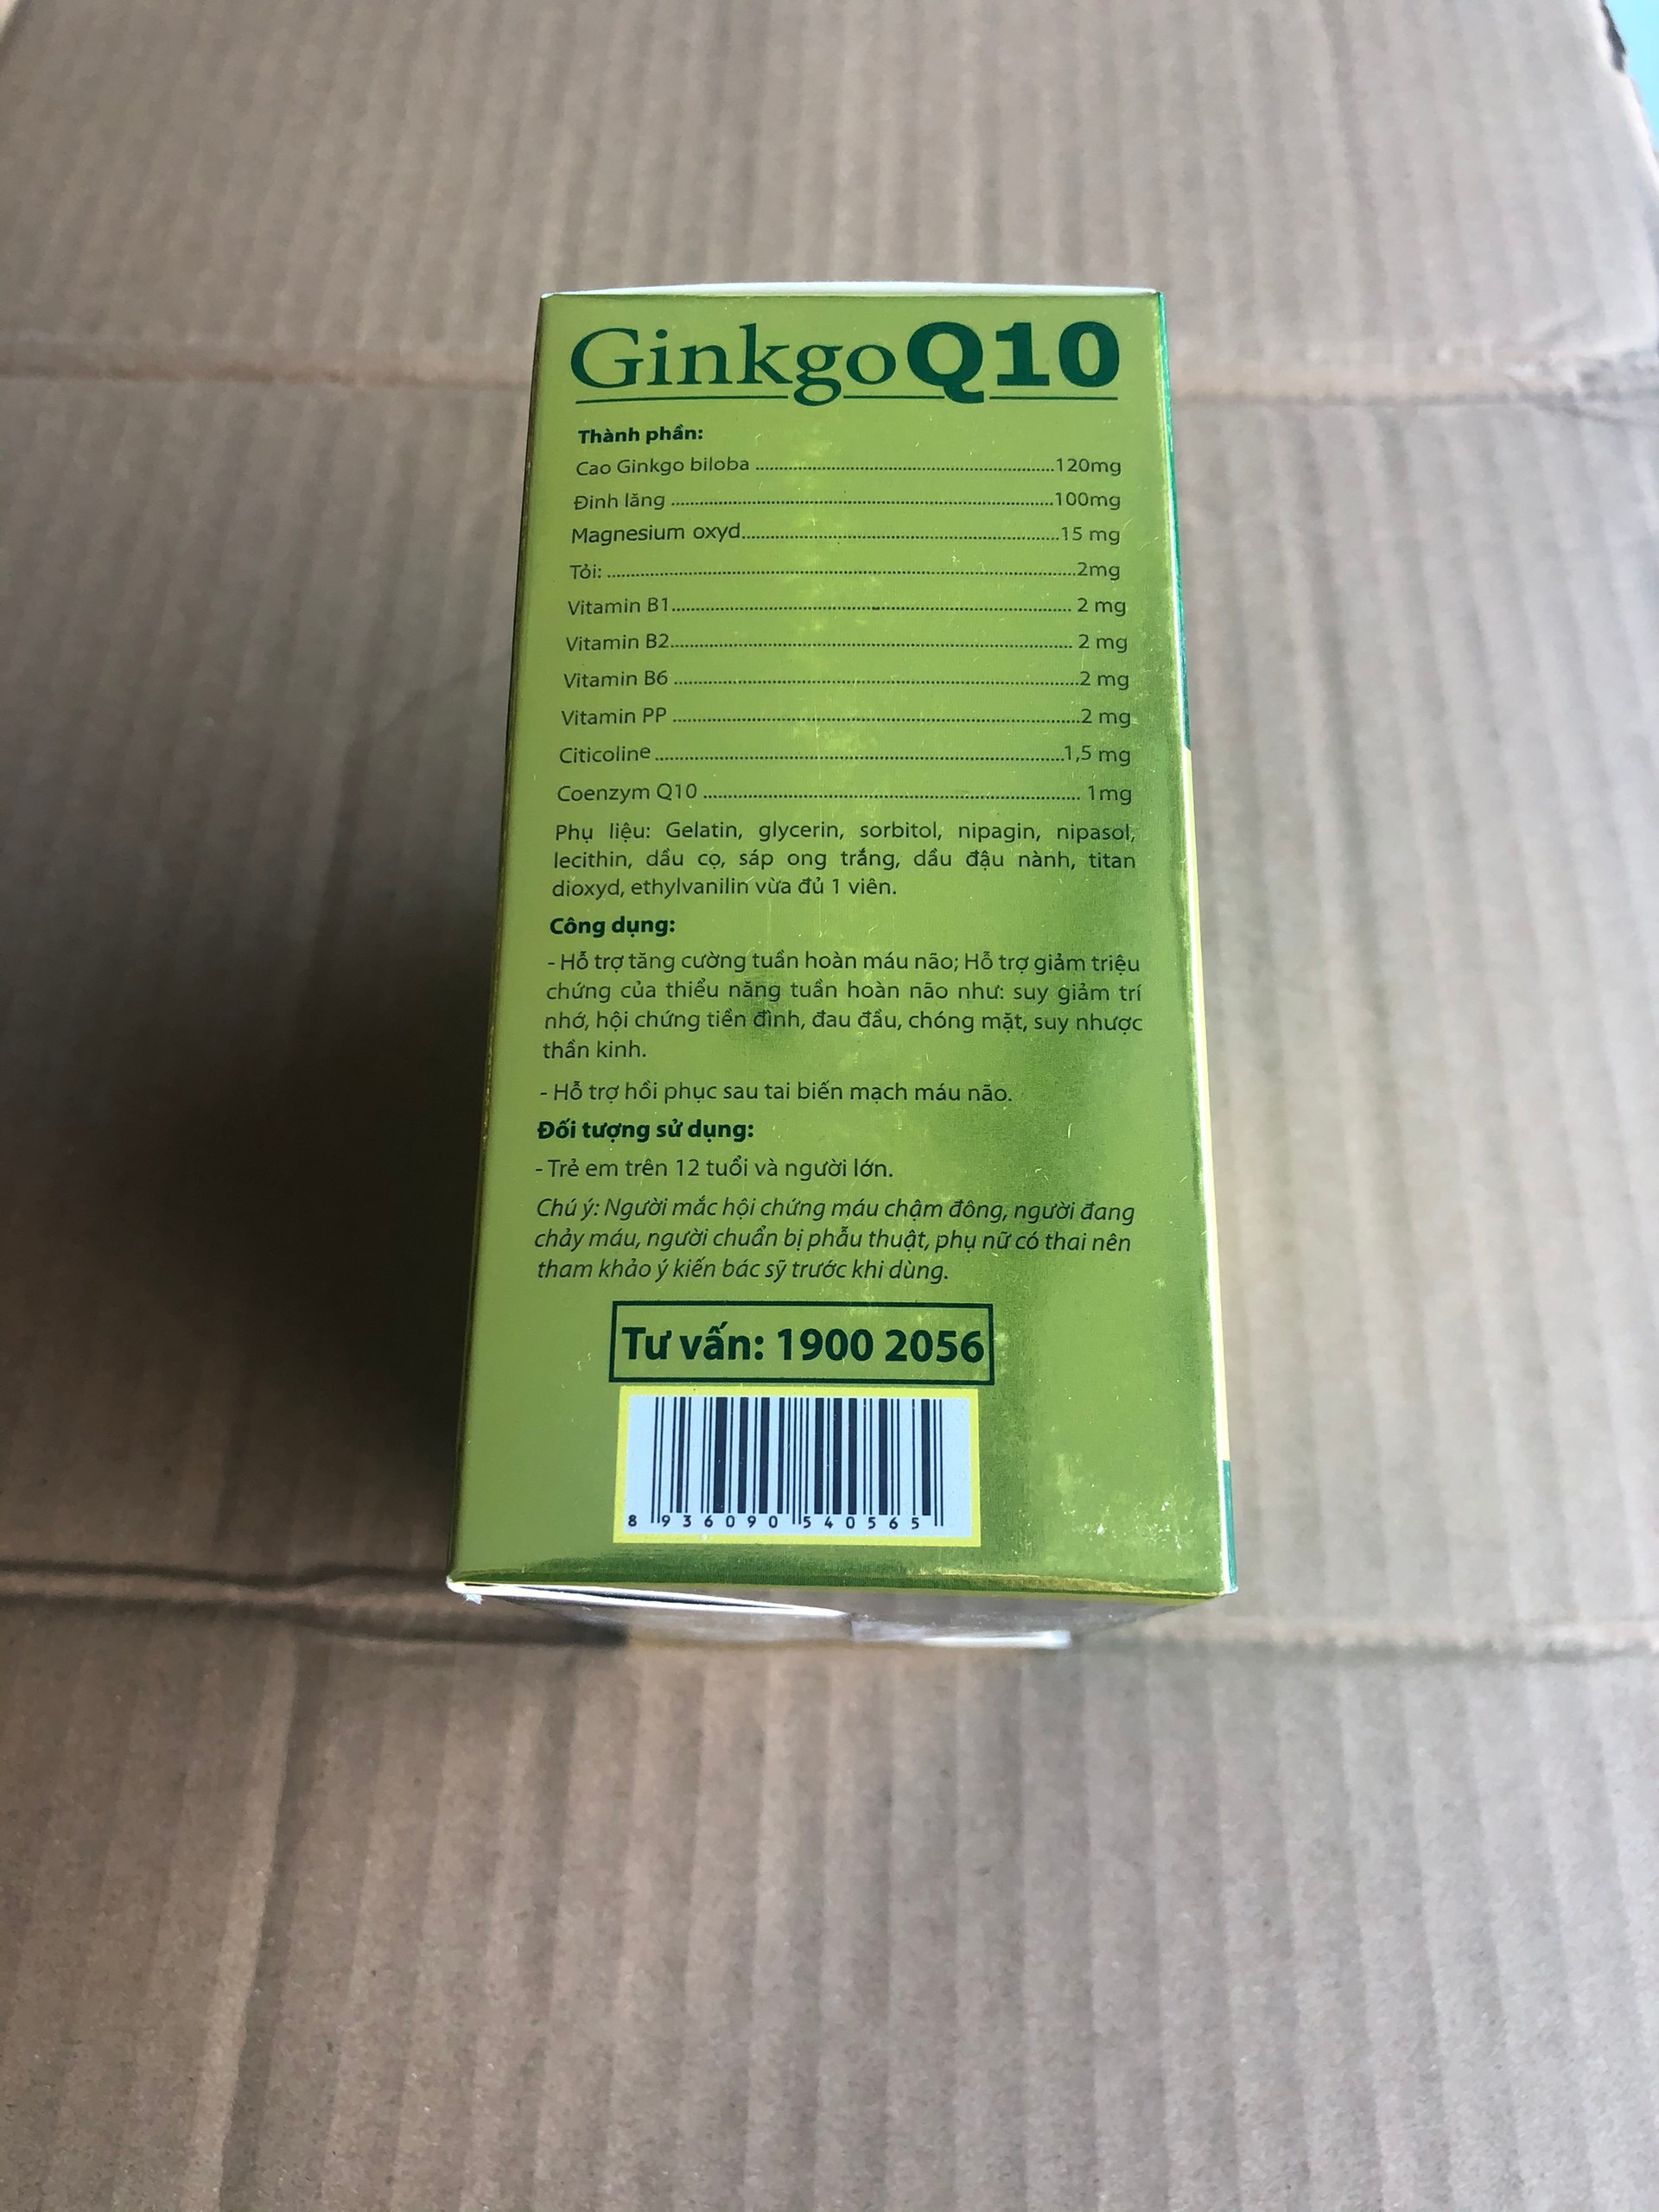 Ginkgo Q10
Thành phần:
Cao Ginkgo biloba ........................................................ 120mg
Đinh lăng ........................................................ 100mg
Magnesium oxyd ........................................................ 15 mg
Tỏi: ........................................................ 2mg
Vitamin B1 ........................................................ 2 mg
Vitamin B2 ........................................................ 2 mg
Vitamin B6 ........................................................ 2 mg
Vitamin PP ........................................................ 2 mg
Citicoline ........................................................ 1,5 mg
Coenzym Q10 ........................................................ 1mg
Phụ liệu: Gelatin, glycerin, sorbitol, nipagin, nipasol,
lecithin, dầu cọ, sáp ong trắng, dầu đậu nành, titan
dioxyd, ethylvanilin vừa đủ 1 viên.
Công dụng:
- Hỗ trợ tăng cường tuần hoàn máu não; Hỗ trợ giảm triệu
chứng của thiểu năng tuần hoàn não như: suy giảm trí
nhớ, hội chứng tiền đình, đau đầu, chóng mặt, suy nhược
thần kinh.
- Hỗ trợ hồi phục sau tai biến mạch máu não.
Đối tượng sử dụng:
- Trẻ em trên 12 tuổi và người lớn.
Chú ý: Người mắc hội chứng máu chậm đông, người đang
chảy máu, người chuẩn bị phẫu thuật, phụ nữ có thai nên
tham khảo ý kiến bác sỹ trước khi dùng.
Tư vấn: 1900 2056
8 936090 540565